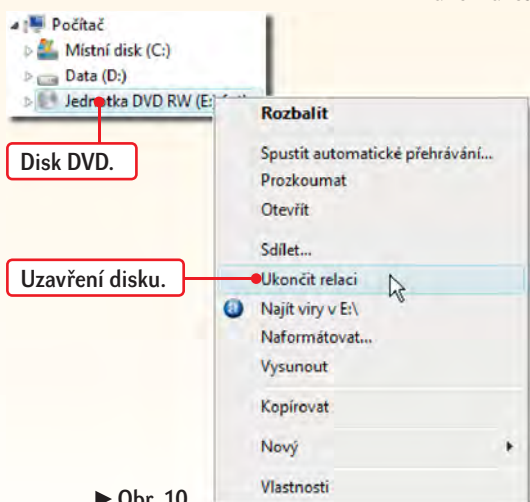 Počítač
Místní disk (C:)
Data (D:)
Jednotka DVD RW (E:)
Disk DVD.
Rozbalit
Spustit automatické přehrávání...
Prozkoumat
Otevřít
Sdílet...
Uzavření disku.
Ukončit relaci
Najít viry v E:\
Naformátovat...
Vysunout
Kopírovat
Nový
Vlastnosti
► Obr. 10